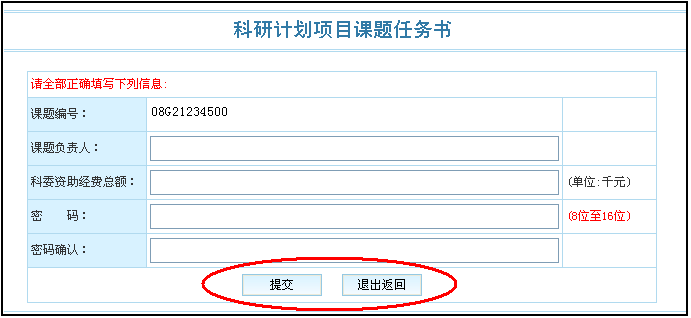 科研计划项目课题任务书
请全部正确填写下列信息:
课题编号： 08G21234500
课题负责人：
科委资助经费总额： (单位:千元)
密　　码： (8位至16位)
密码确认：
提交 退出返回